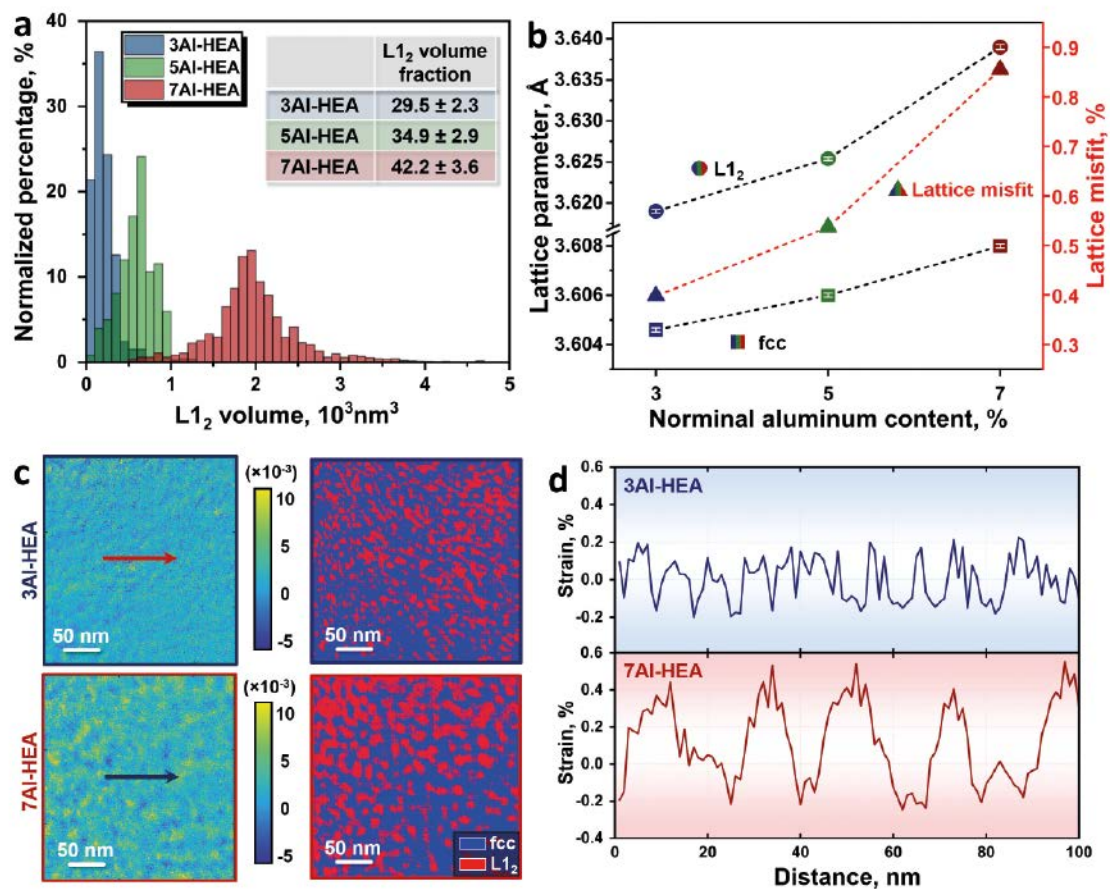 a
Normalized percentage, %
40
30
20
10
0
3Al-HEA
5Al-HEA
7Al-HEA
L1₂ volume
fraction
3Al-HEA 29.5 ± 2.3
5Al-HEA 34.9 ± 2.9
7Al-HEA 42.2 ± 3.6
0 1 2 3 4 5
L1₂ volume, 10³nm³
b
Lattice parameter, Å
3.640
3.635
3.630
3.625
3.620
3.608
3.606
3.604
L1₂
Lattice misfit
fcc
0.9
0.8
0.7
0.6
0.5
0.4
0.3
Lattice misfit, %
3 5 7
Norminal aluminum content, %
c
3Al-HEA
50 nm
(×10⁻³)
10
5
0
-5
50 nm
7Al-HEA
50 nm
(×10⁻³)
10
5
0
-5
50 nm
fcc
L1₂
d
3Al-HEA
Strain, %
0.6
0.4
0.2
0.0
-0.2
-0.4
0.6
7Al-HEA
Strain, %
0.4
0.2
0.0
-0.2
-0.4
0 20 40 60 80 100
Distance, nm